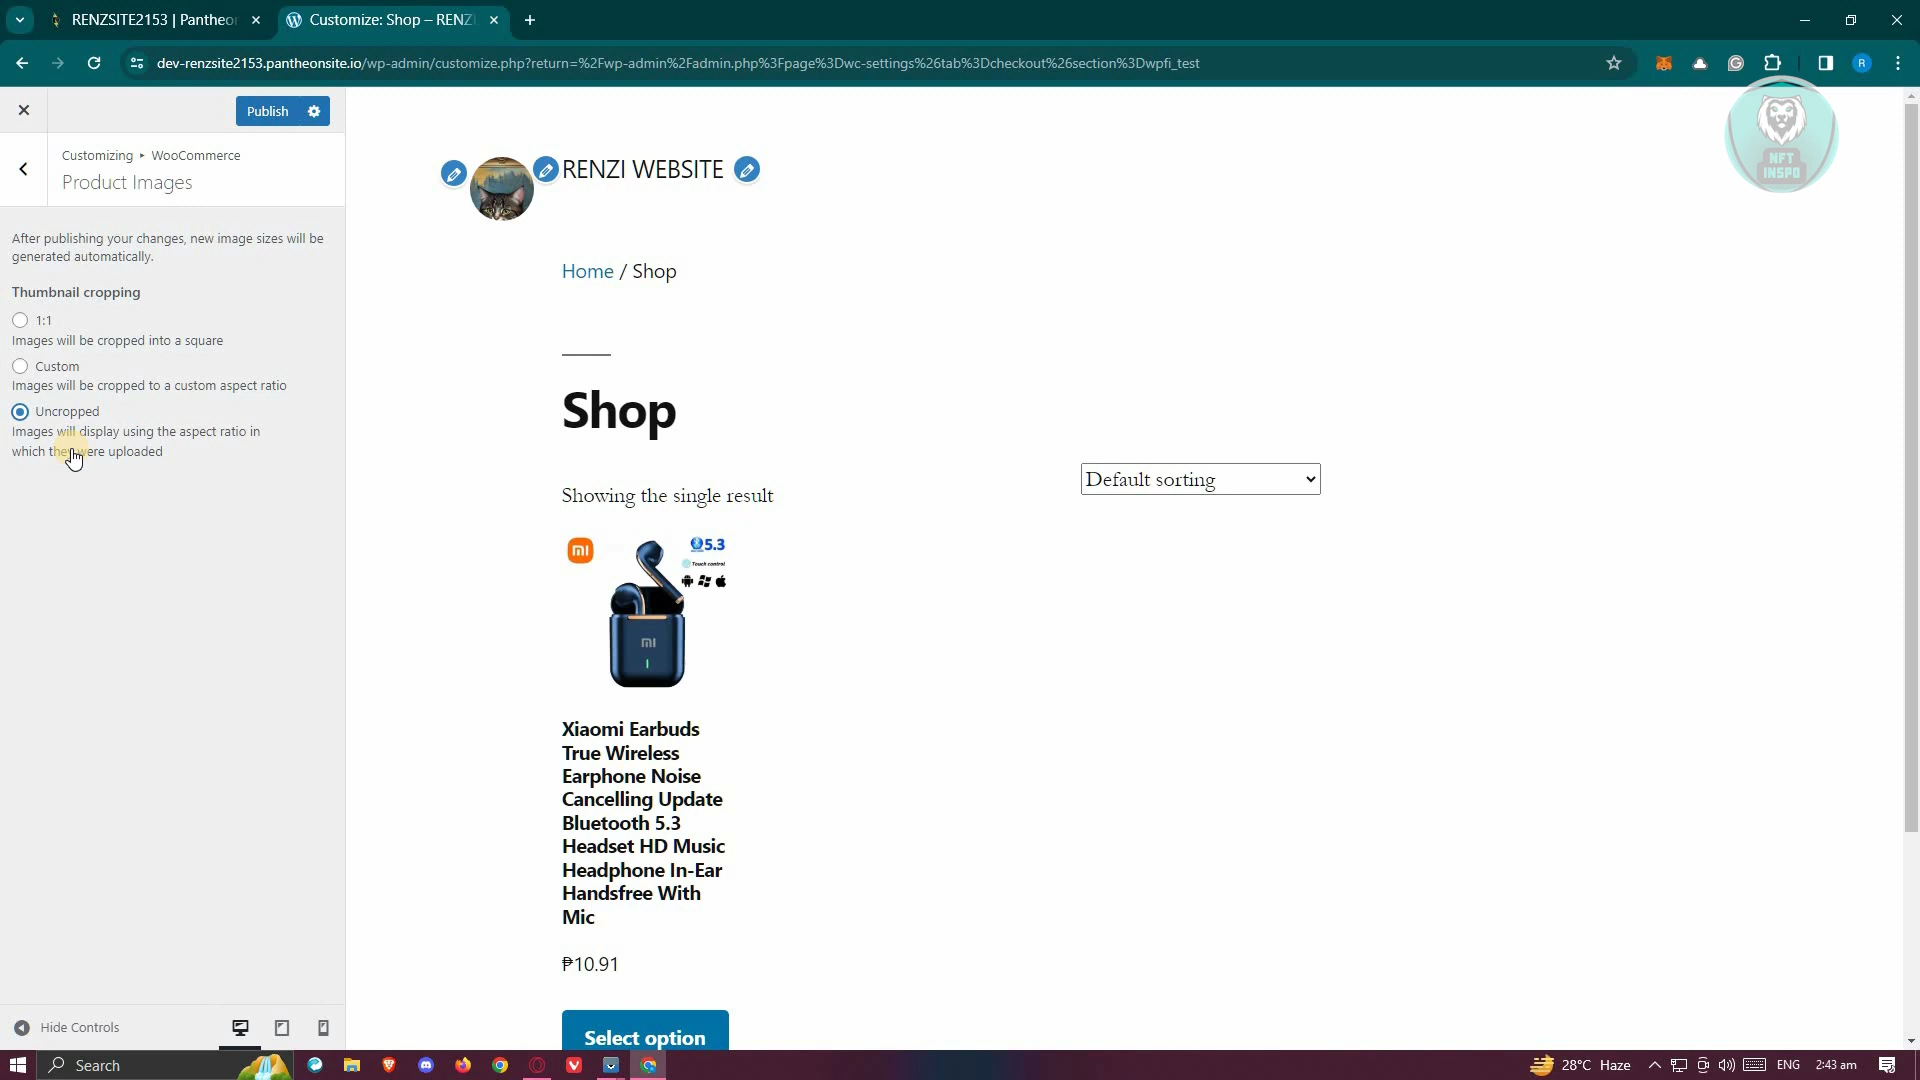 RENZSITE2153 | Pantheon
Customize: Shop – RENZI
dev-renzsite2153.pantheonsite.io/wp-admin/customize.php?return=%2Fwp-admin%2Fadmin.php%3Fpage%3Dwc-settings%26tab%3Dcheckout%26section%3Dwpfi_test
R
Publish
Customizing ▸ WooCommerce
Product Images
After publishing your changes, new image sizes will be
generated automatically.
Thumbnail cropping
1:1
Images will be cropped into a square
Custom
Images will be cropped to a custom aspect ratio
Uncropped
Images will display using the aspect ratio in
which they were uploaded
Hide Controls
NFT
INSPO
RENZI WEBSITE
Home / Shop
Shop
Showing the single result
Default sorting
mi
5.3
Touch control
mi
Xiaomi Earbuds
True Wireless
Earphone Noise
Cancelling Update
Bluetooth 5.3
Headset HD Music
Headphone In-Ear
Handsfree With
Mic
₱10.91
Select option
Search
28°C Haze
ENG
2:43 am